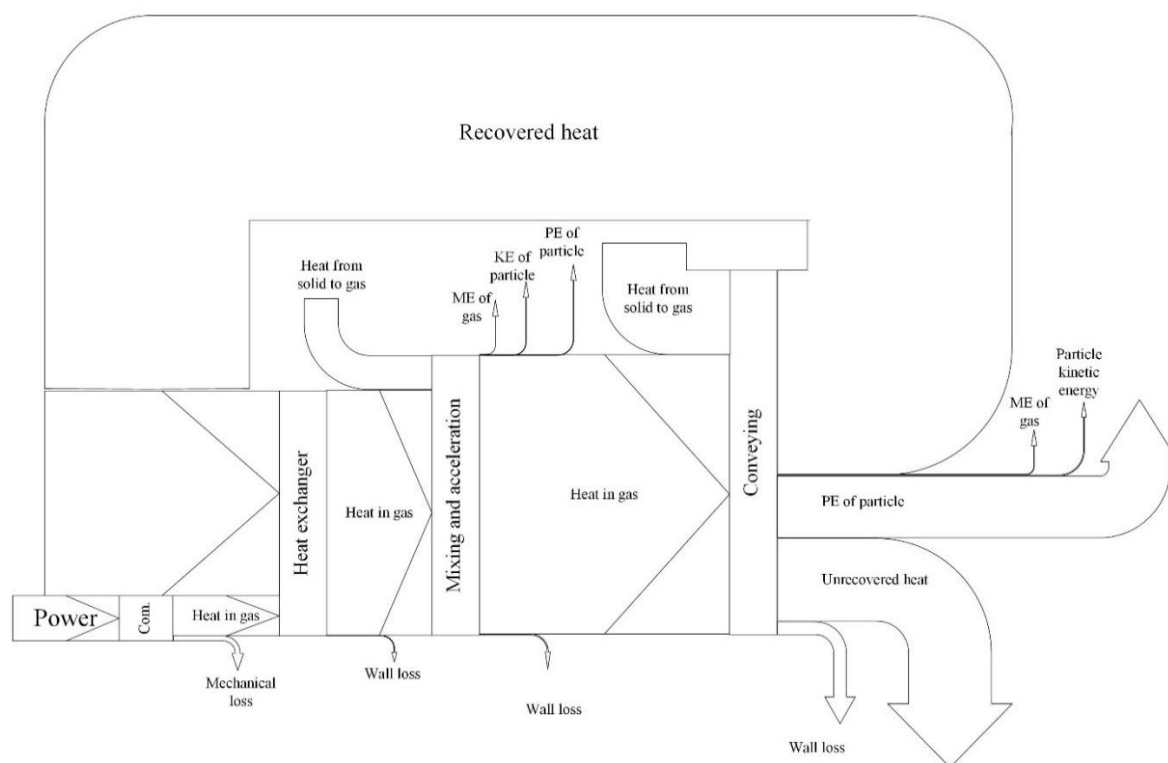 Recovered heat
Heat from
solid to gas
ME of
gas
KE of
particle
PE of
particle
Heat from
solid to gas
Particle
kinetic
energy
ME of
gas
Heat exchanger
Heat in gas
Mixing and acceleration
Heat in gas
Conveying
PE of particle
Unrecovered heat
Power
Com.
Heat in gas
Mechanical
loss
Wall loss
Wall loss
Wall loss